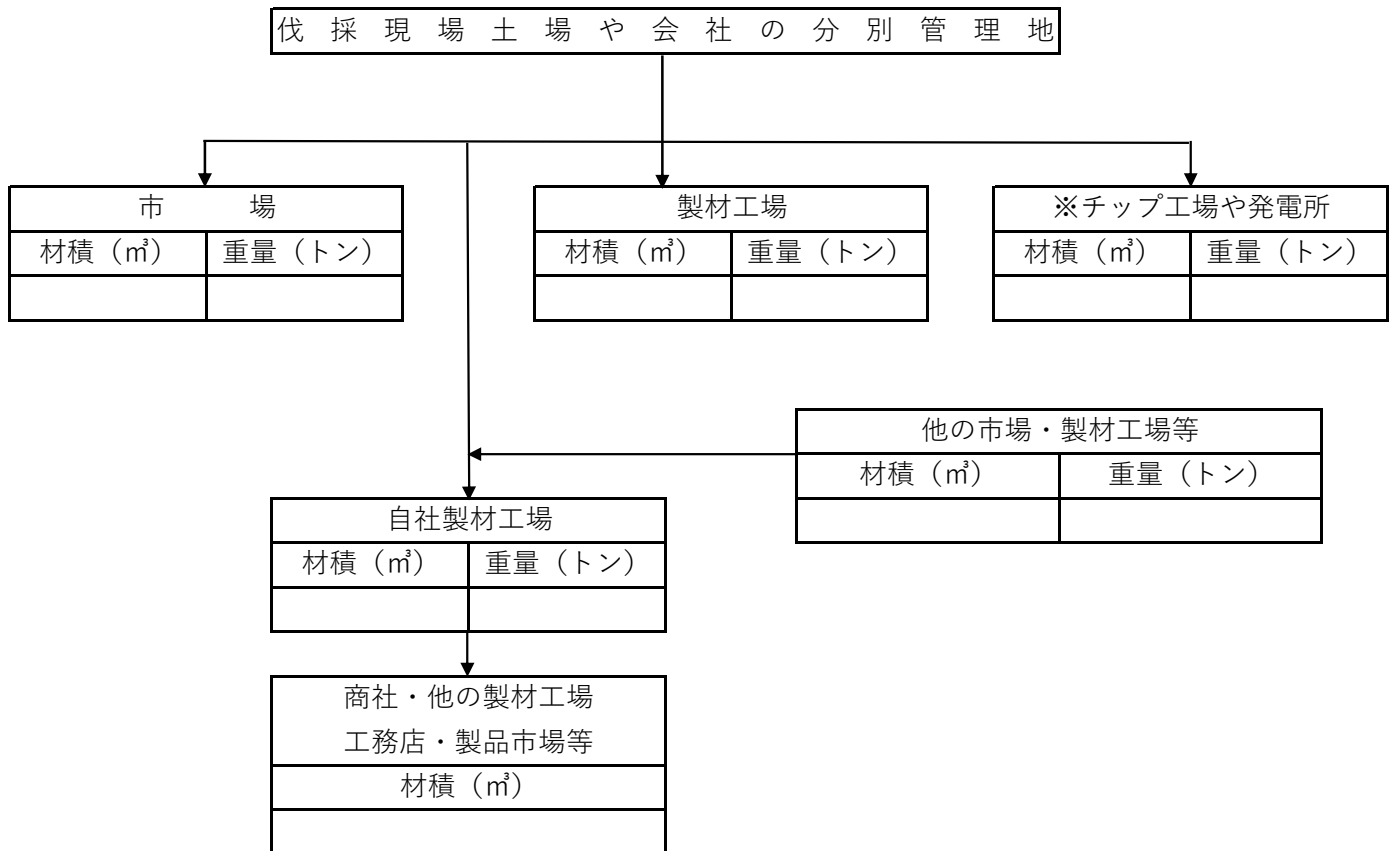 伐採現場土場や会社の分別管理地
市場 製材工場 ※チップ工場や発電所
材積（㎥） 重量（トン） 材積（㎥） 重量（トン） 材積（㎥） 重量（トン）
他の市場・製材工場等
材積（㎥） 重量（トン）
自社製材工場
材積（㎥） 重量（トン）
商社・他の製材工場
工務店・製品市場等
材積（㎥）